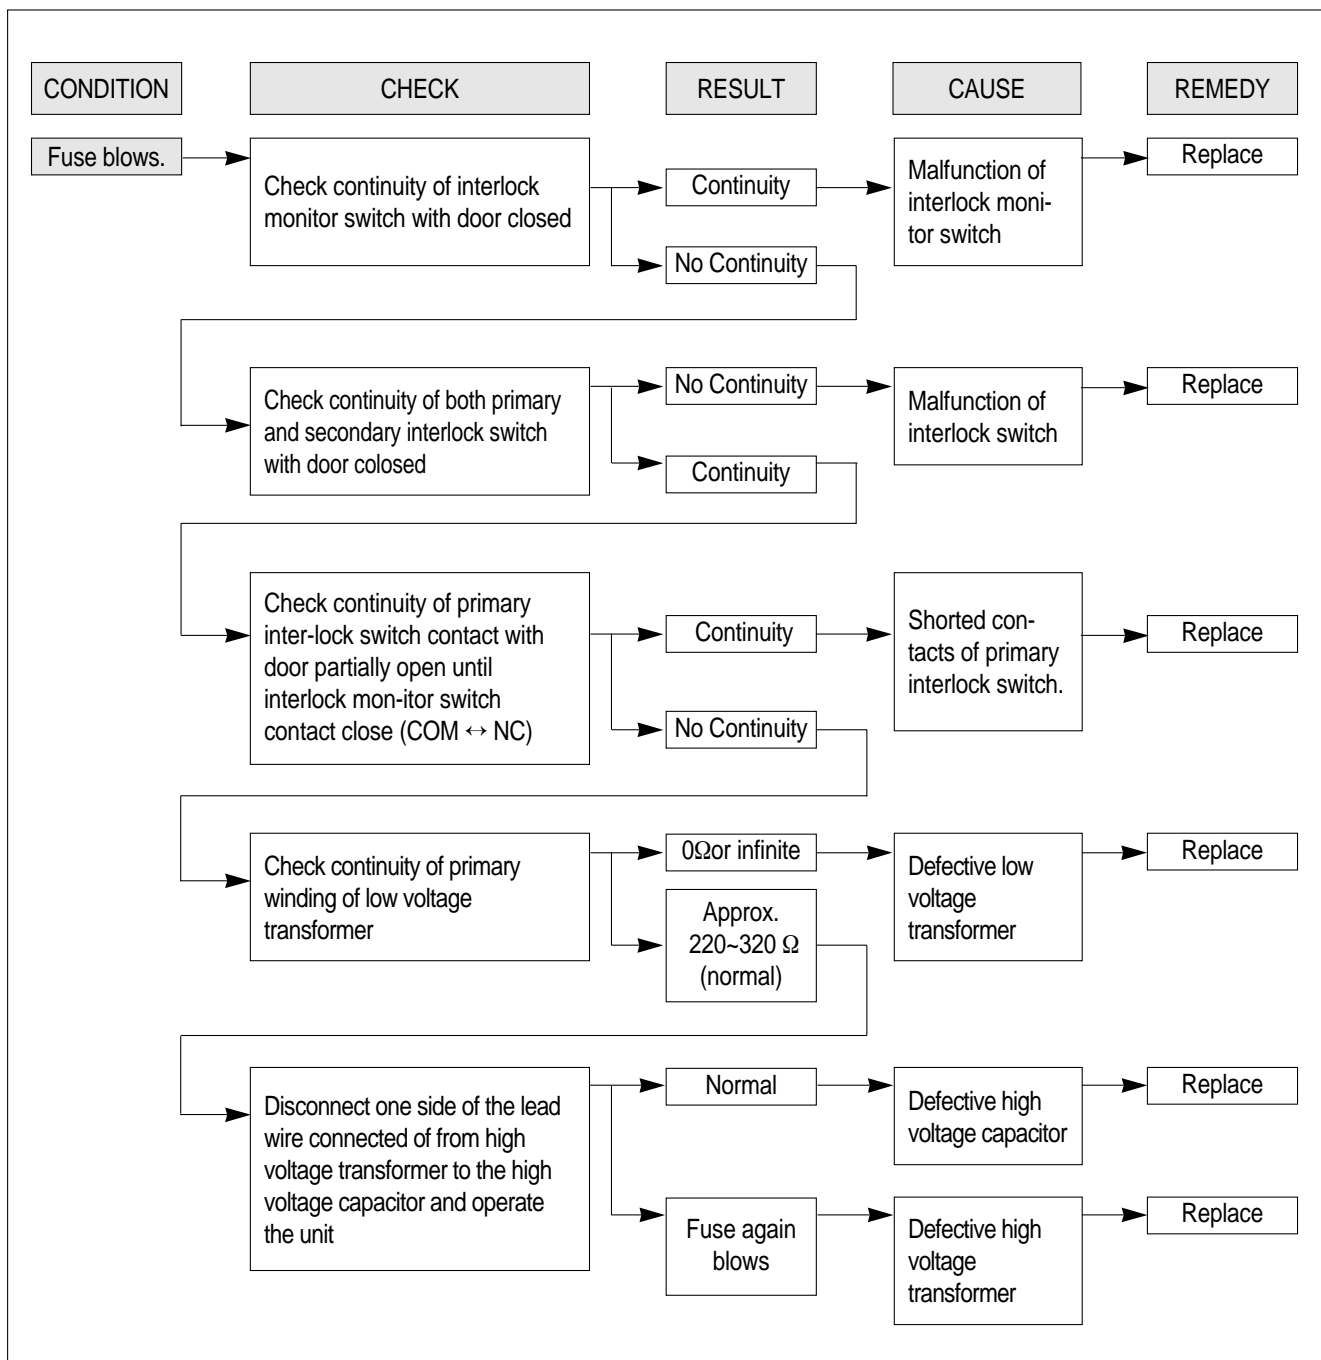 CONDITION
CHECK
RESULT
CAUSE
REMEDY
Fuse blows.
Check continuity of interlock
monitor switch with door closed
Continuity
Malfunction of
interlock moni-
tor switch
Replace
No Continuity
Check continuity of both primary
and secondary interlock switch
with door colosed
No Continuity
Malfunction of
interlock switch
Replace
Continuity
Check continuity of primary
inter-lock switch contact with
door partially open until
interlock mon-itor switch
contact close (COM ↔ NC)
Continuity
Shorted con-
tacts of primary
interlock switch.
Replace
No Continuity
Check continuity of primary
winding of low voltage
transformer
0Ωor infinite
Defective low
voltage
transformer
Replace
Approx.
220~320 Ω
(normal)
Disconnect one side of the lead
wire connected of from high
voltage transformer to the high
voltage capacitor and operate
the unit
Normal
Defective high
voltage capacitor
Replace
Fuse again
blows
Defective high
voltage
transformer
Replace